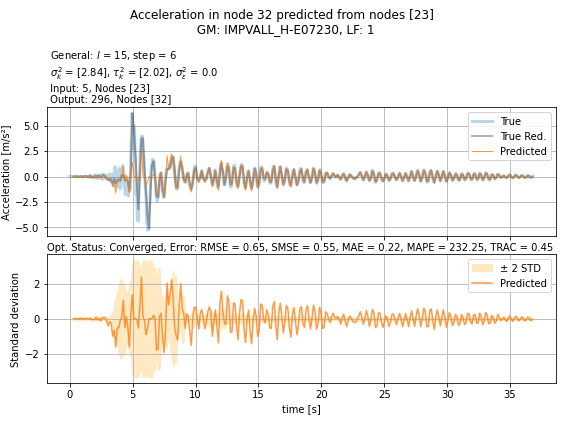 Acceleration in node 32 predicted from nodes [23]
GM: IMPVALL_H-E07230, LF: 1
General: l = 15, step = 6
σ²ₖ = [2.84], τ²ₖ = [2.02], σ²ε = 0.0
Input: 5, Nodes [23]
Output: 296, Nodes [32]
Acceleration [m/s²]
5.0
2.5
0.0
−2.5
−5.0
True
True Red.
Predicted
Opt. Status: Converged, Error: RMSE = 0.65, SMSE = 0.55, MAE = 0.22, MAPE = 232.25, TRAC = 0.45
Standard deviation
2
0
−2
± 2 STD
Predicted
0 5 10 15 20 25 30 35
time [s]